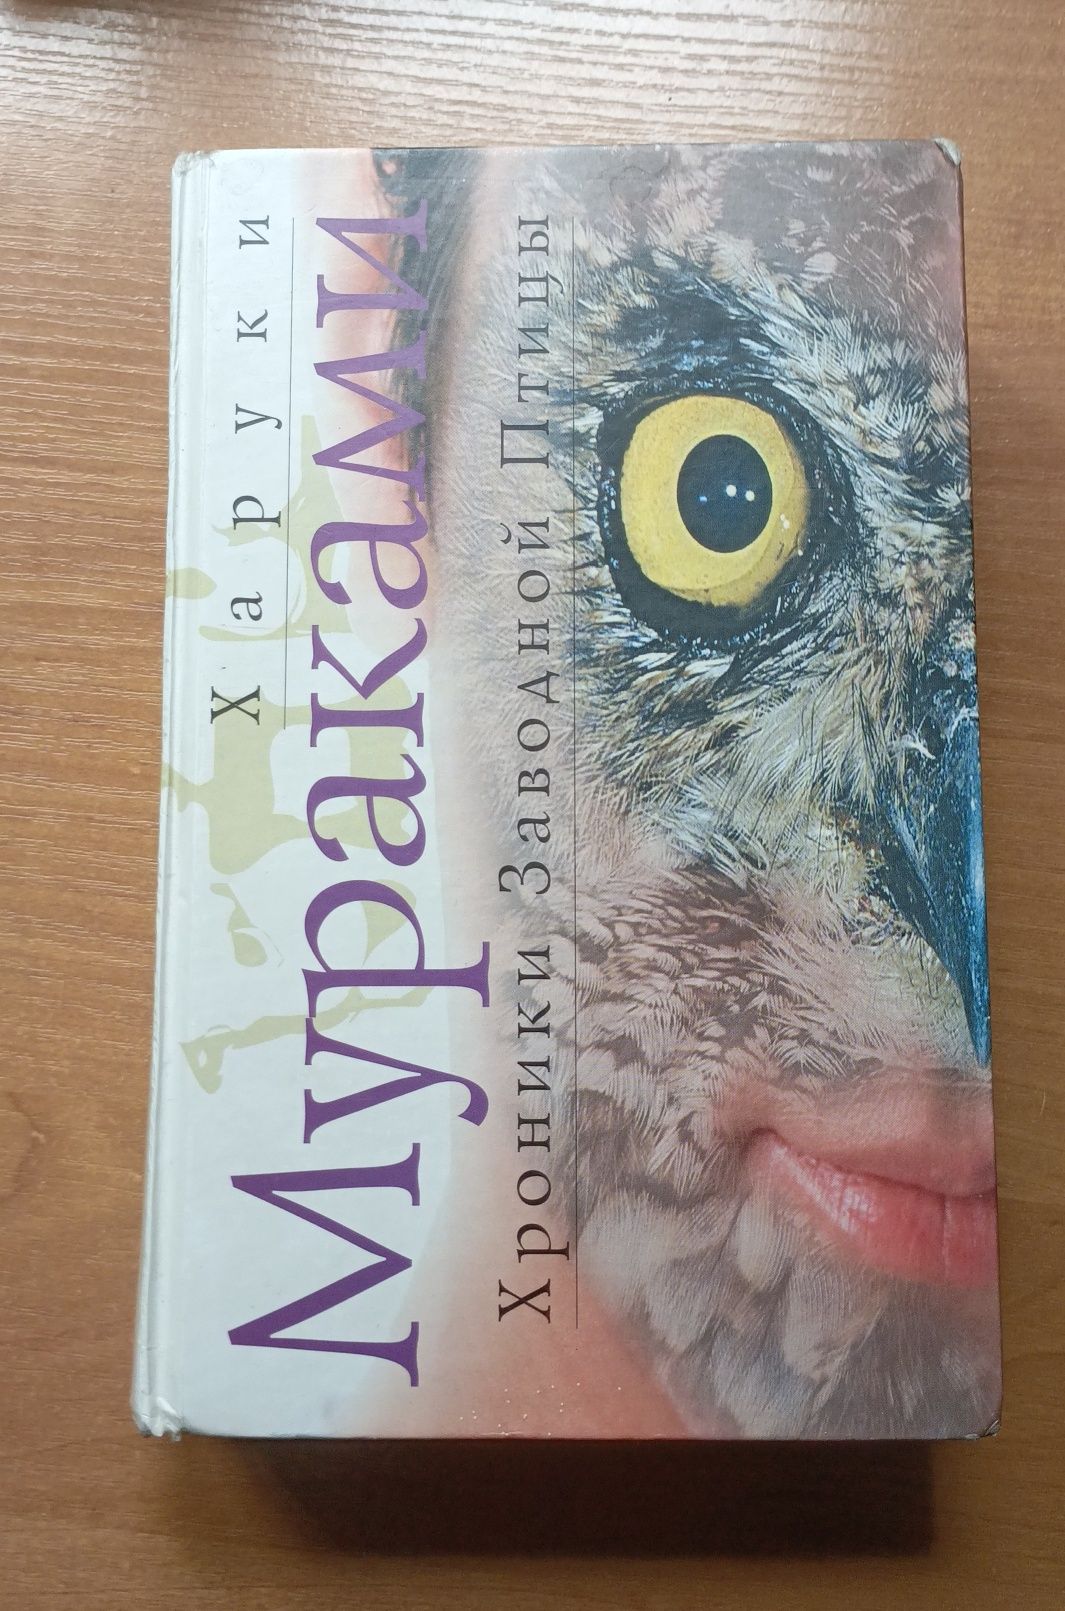 Харуки
Мураками
Хроники Заводной Птицы